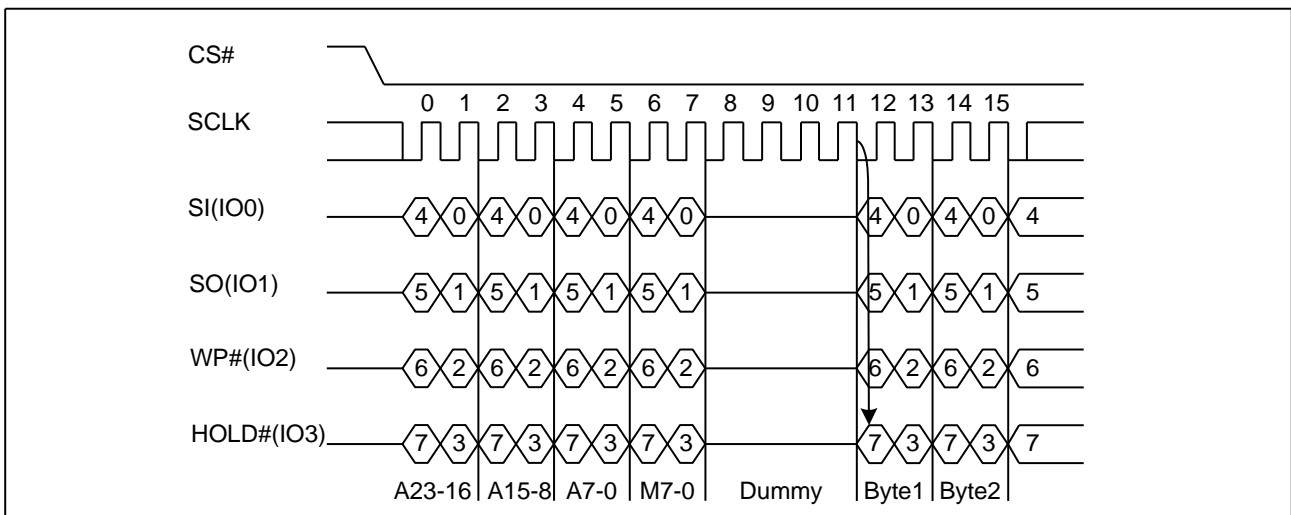 CS#
0 1 2 3 4 5 6 7 8 9 10 11 12 13 14 15
SCLK
SI(IO0) 4 0 4 0 4 0 4 0 4 0 4 0 4
SO(IO1) 5 1 5 1 5 1 5 1 5 1 5 1 5
WP#(IO2) 6 2 6 2 6 2 6 2 6 2 6 2 6
HOLD#(IO3) 7 3 7 3 7 3 7 3 7 3 7 3 7
A23-16 A15-8 A7-0 M7-0 Dummy Byte1 Byte2